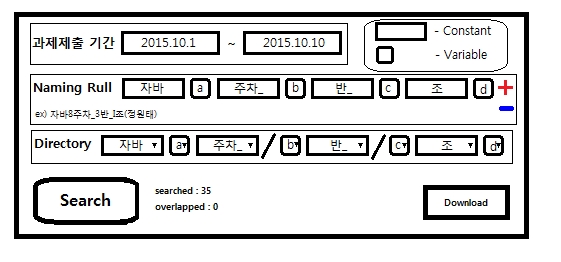 과제제출 기간 2015.10.1 ~ 2015.10.10
- Constant
- Variable
Naming Rull 자바 a 주차_ b 반_ c 조 d +
ex) 자바8주차_3반_1조(정원태)
Directory 자바 a 주차_ / b 반_ / c 조 d
Search
searched : 35
overlapped : 0
Download